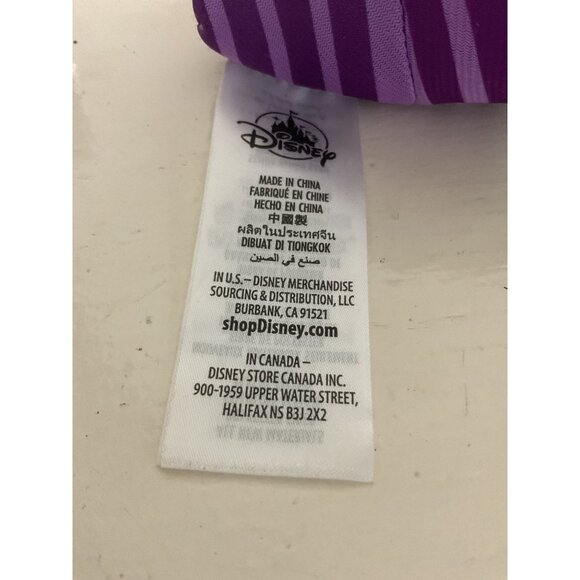 Disney
MADE IN CHINA
FABRIQUÉ EN CHINE
HECHO EN CHINA
中國製
ผลิตในประเทศจีน
DIBUAT DI TIONGKOK
صنع في الصين
IN U.S.– DISNEY MERCHANDISE
SOURCING & DISTRIBUTION, LLC
BURBANK, CA 91521
shopDisney.com
IN CANADA –
DISNEY STORE CANADA INC.
900-1959 UPPER WATER STREET,
HALIFAX NS B3J 2X2